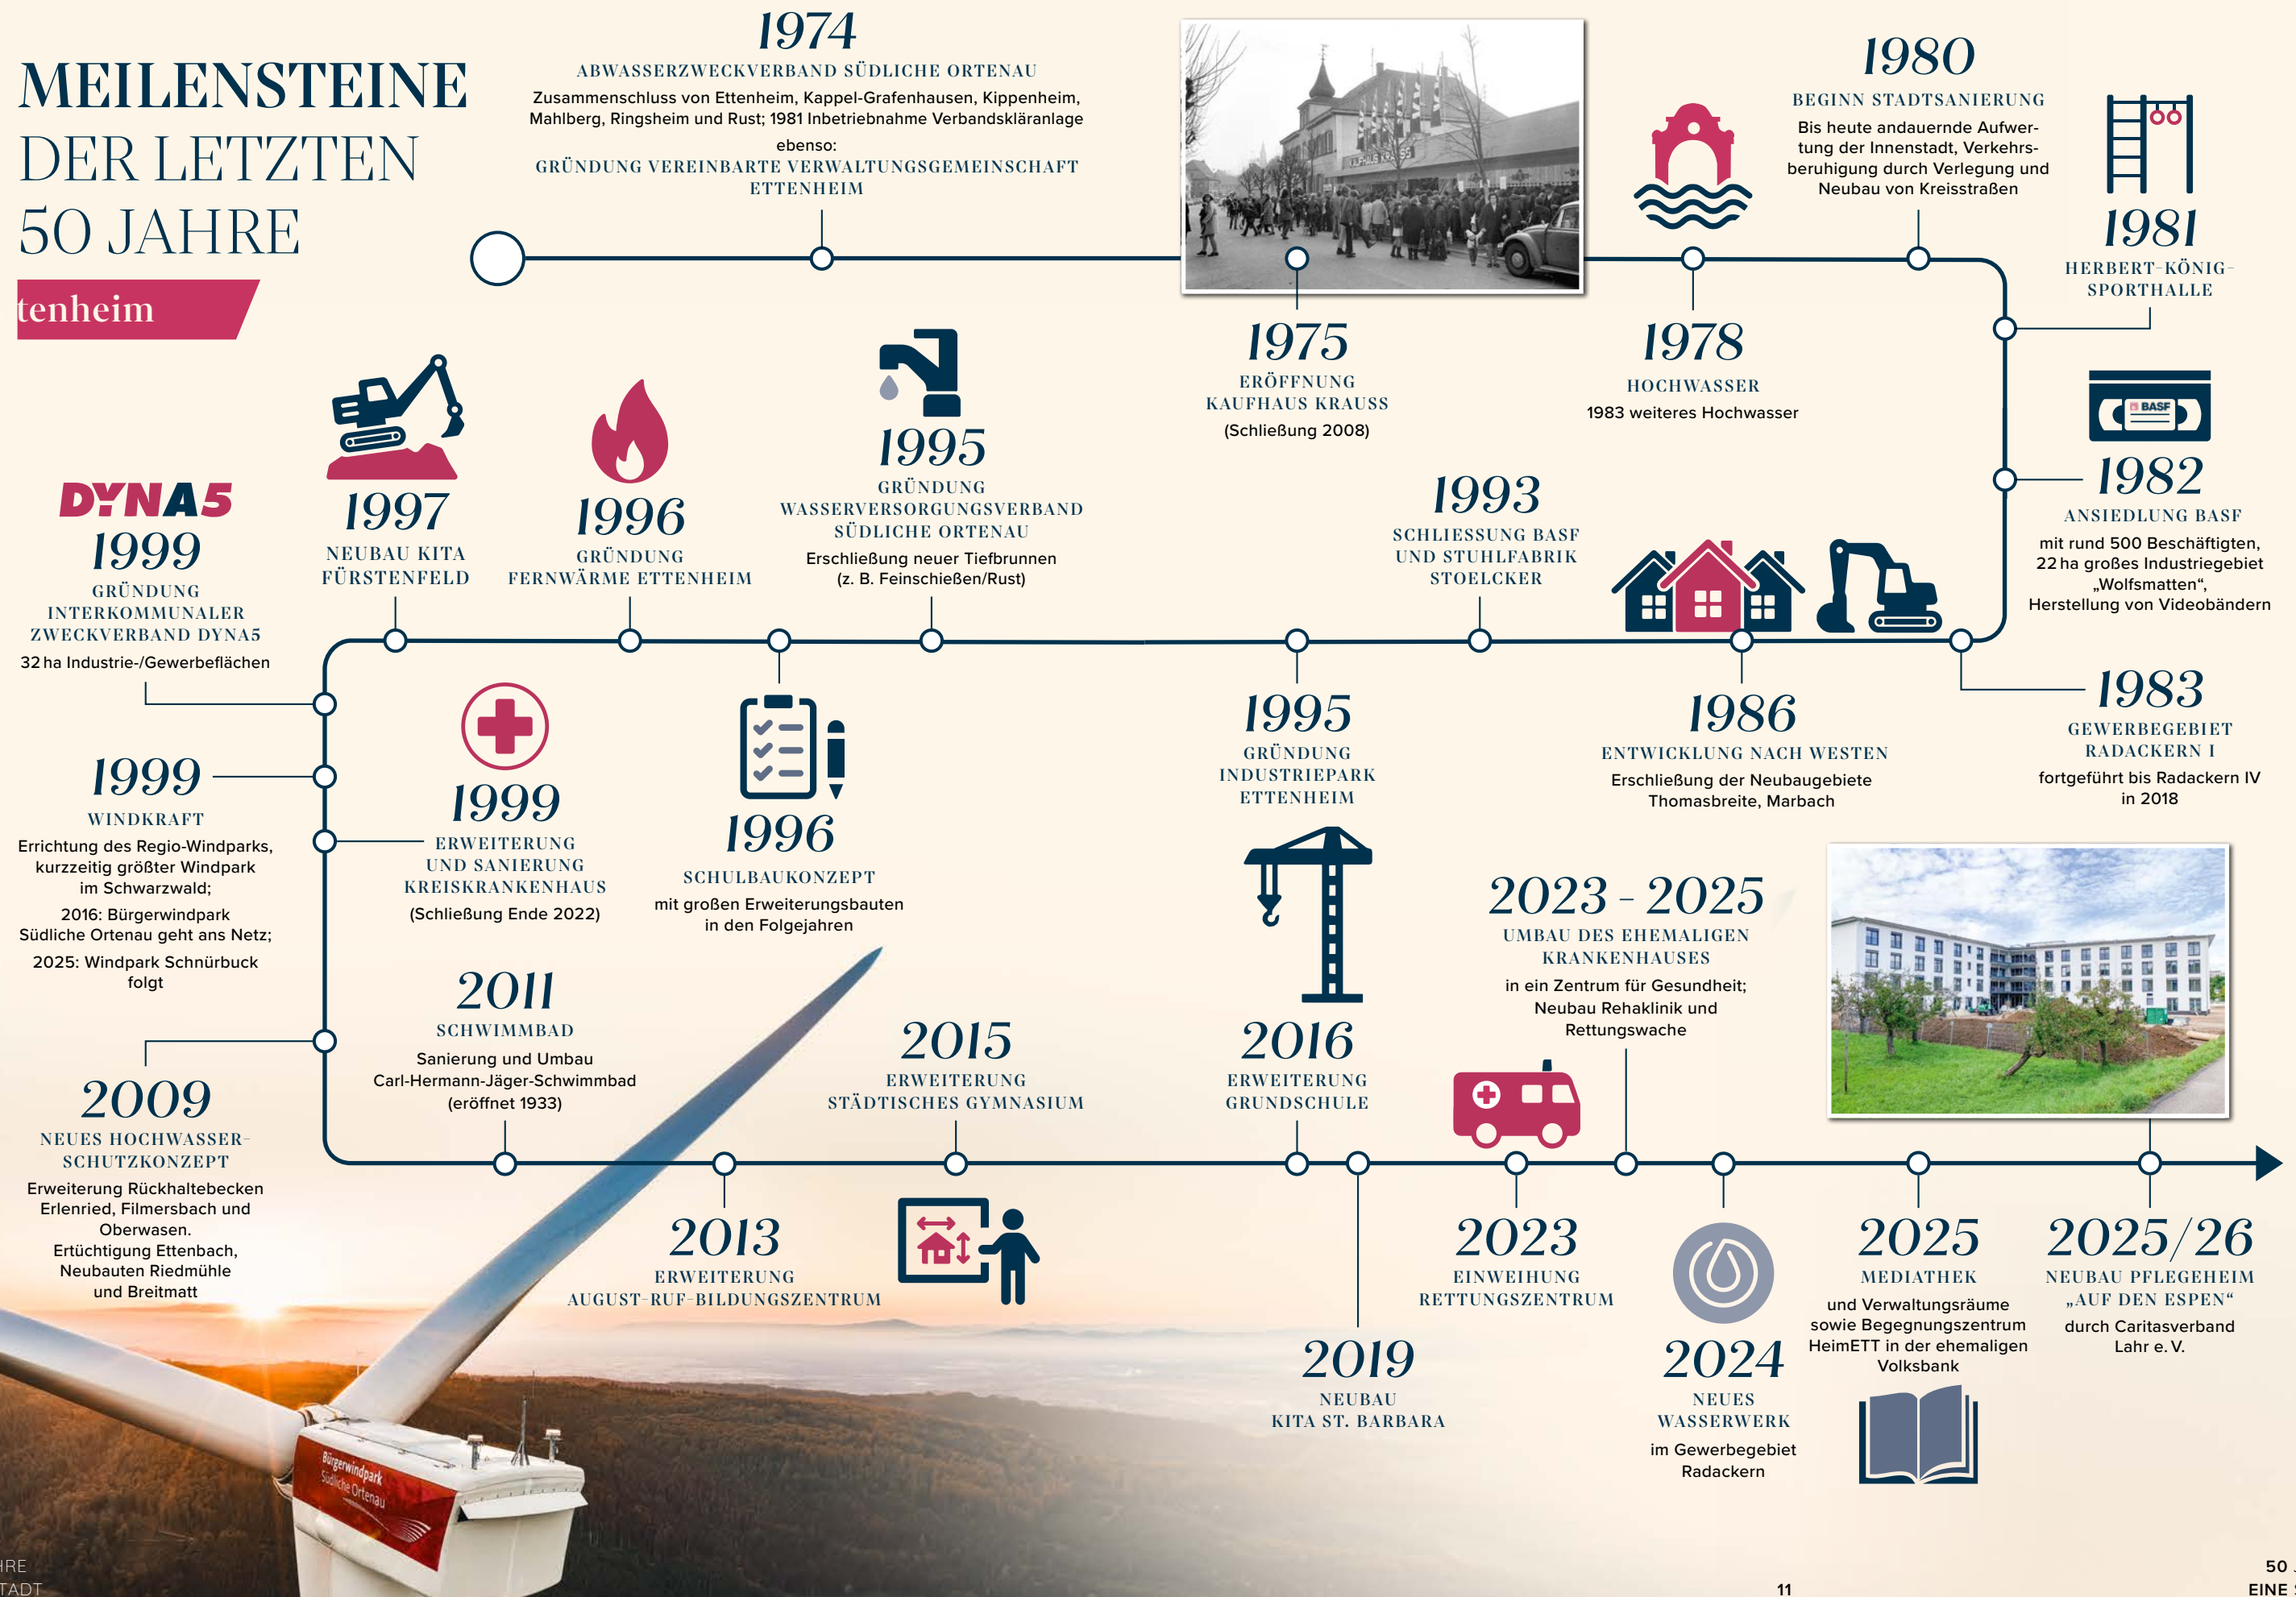 MEILENSTEINE
DER LETZTEN
50 JAHRE
tenheim
1974
ABWASSERZWECKVERBAND SÜDLICHE ORTENAU
Zusammenschluss von Ettenheim, Kappel-Grafenhausen, Kippenheim,
Mahlberg, Ringsheim und Rust; 1981 Inbetriebnahme Verbandskläranlage
ebenso:
GRÜNDUNG VEREINBARTE VERWALTUNGSGEMEINSCHAFT
ETTENHEIM
KAUFHAUS KRAUSS
1975
ERÖFFNUNG
KAUFHAUS KRAUSS
(Schließung 2008)
1978
HOCHWASSER
1983 weiteres Hochwasser
1980
BEGINN STADTSANIERUNG
Bis heute andauernde Aufwer-
tung der Innenstadt, Verkehrs-
beruhigung durch Verlegung und
Neubau von Kreisstraßen
1981
HERBERT-KÖNIG-
SPORTHALLE
BASF
1982
ANSIEDLUNG BASF
mit rund 500 Beschäftigten,
22 ha großes Industriegebiet
„Wolfsmatten“,
Herstellung von Videobändern
1983
GEWERBEGEBIET
RADACKERN I
fortgeführt bis Radackern IV
in 2018
1986
ENTWICKLUNG NACH WESTEN
Erschließung der Neubaugebiete
Thomasbreite, Marbach
1993
SCHLIESSUNG BASF
UND STUHLFABRIK
STOELCKER
1995
GRÜNDUNG
INDUSTRIEPARK
ETTENHEIM
1995
GRÜNDUNG
WASSERVERSORGUNGSVERBAND
SÜDLICHE ORTENAU
Erschließung neuer Tiefbrunnen
(z. B. Feinschießen/Rust)
1996
SCHULBAUKONZEPT
mit großen Erweiterungsbauten
in den Folgejahren
1996
GRÜNDUNG
FERNWÄRME ETTENHEIM
1997
NEUBAU KITA
FÜRSTENFELD
DYNA5
1999
GRÜNDUNG
INTERKOMMUNALER
ZWECKVERBAND DYNA5
32 ha Industrie-/Gewerbeflächen
1999
WINDKRAFT
Errichtung des Regio-Windparks,
kurzzeitig größter Windpark
im Schwarzwald;
2016: Bürgerwindpark
Südliche Ortenau geht ans Netz;
2025: Windpark Schnürbuck
folgt
1999
ERWEITERUNG
UND SANIERUNG
KREISKRANKENHAUS
(Schließung Ende 2022)
2009
NEUES HOCHWASSER-
SCHUTZKONZEPT
Erweiterung Rückhaltebecken
Erlenried, Filmersbach und
Oberwasen.
Ertüchtigung Ettenbach,
Neubauten Riedmühle
und Breitmatt
2011
SCHWIMMBAD
Sanierung und Umbau
Carl-Hermann-Jäger-Schwimmbad
(eröffnet 1933)
2013
ERWEITERUNG
AUGUST-RUF-BILDUNGSZENTRUM
2015
ERWEITERUNG
STÄDTISCHES GYMNASIUM
2016
ERWEITERUNG
GRUNDSCHULE
2019
NEUBAU
KITA ST. BARBARA
2023
EINWEIHUNG
RETTUNGSZENTRUM
2023 – 2025
UMBAU DES EHEMALIGEN
KRANKENHAUSES
in ein Zentrum für Gesundheit;
Neubau Rehaklinik und
Rettungswache
2024
NEUES
WASSERWERK
im Gewerbegebiet
Radackern
2025
MEDIATHEK
und Verwaltungsräume
sowie Begegnungszentrum
HeimETT in der ehemaligen
Volksbank
2025/26
NEUBAU PFLEGEHEIM
„AUF DEN ESPEN“
durch Caritasverband
Lahr e. V.
Bürgerwindpark
Südliche Ortenau
HRE
TADT
11
50
EINE